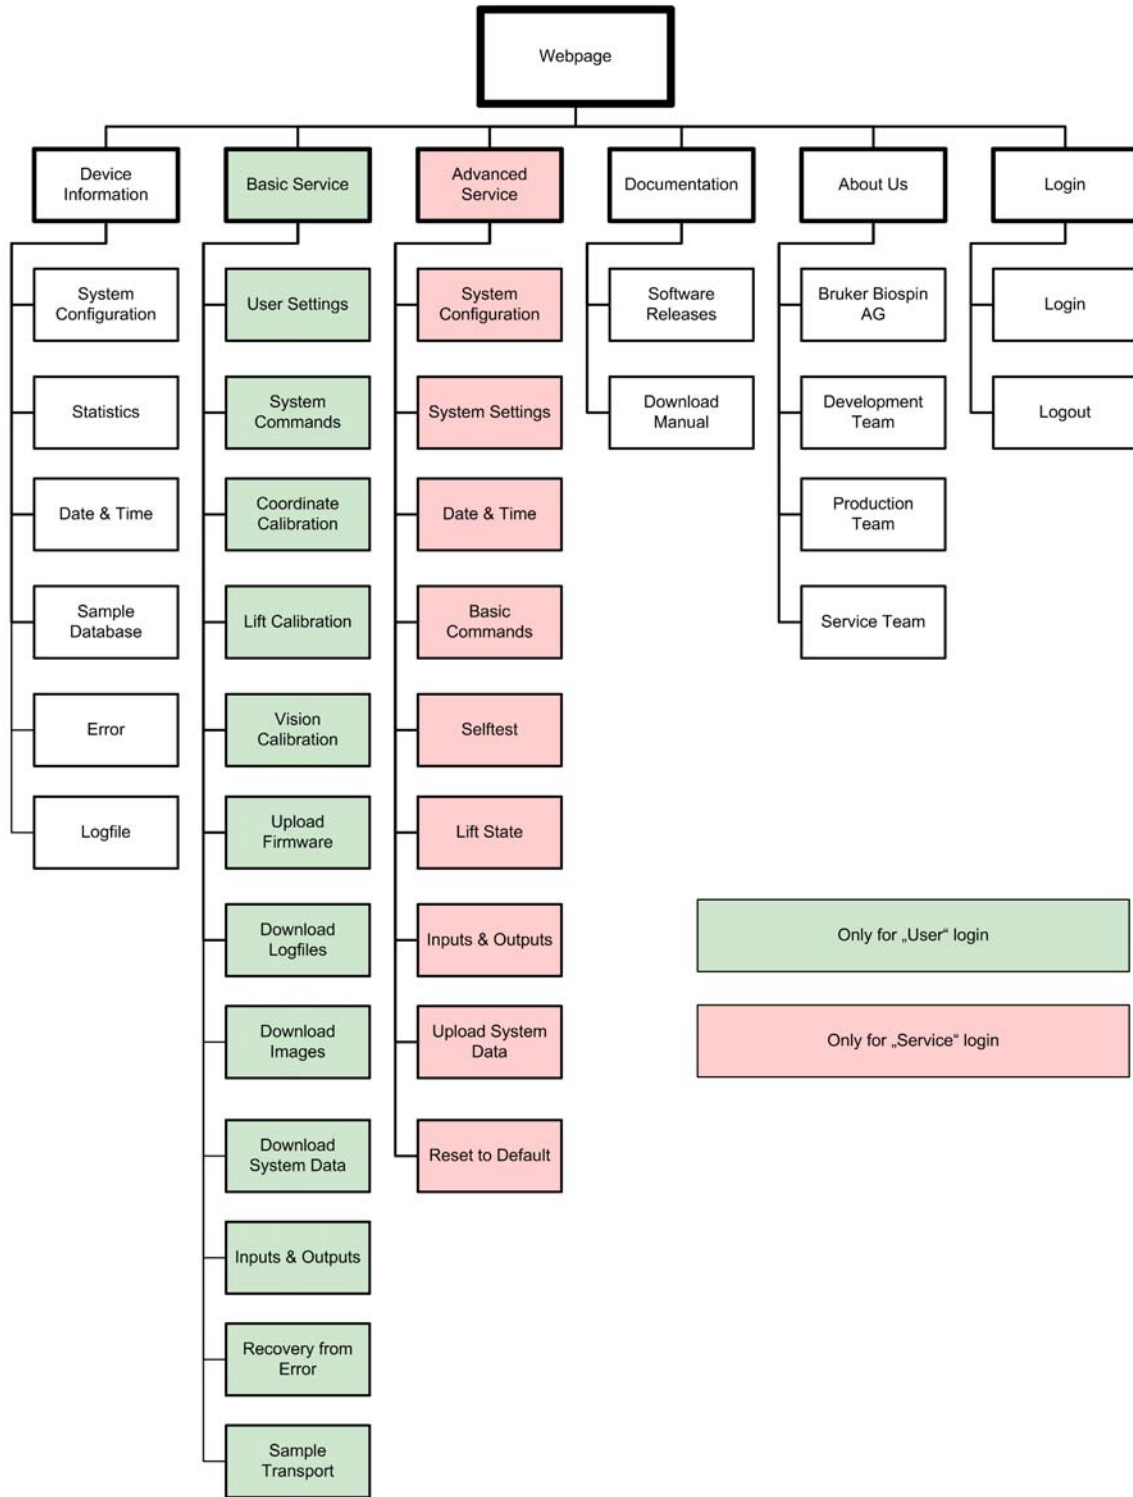 Webpage
Device
Information
Basic Service
Advanced
Service
Documentation
About Us
Login
System
Configuration
Statistics
Date & Time
Sample
Database
Error
Logfile
User Settings
System
Commands
Coordinate
Calibration
Lift Calibration
Vision
Calibration
Upload
Firmware
Download
Logfiles
Download
Images
Download
System Data
Inputs & Outputs
Recovery from
Error
Sample
Transport
System
Configuration
System Settings
Date & Time
Basic
Commands
Selftest
Lift State
Inputs & Outputs
Upload System
Data
Reset to Default
Software
Releases
Download
Manual
Bruker Biospin
AG
Development
Team
Production
Team
Service Team
Login
Logout
Only for „User“ login
Only for „Service“ login